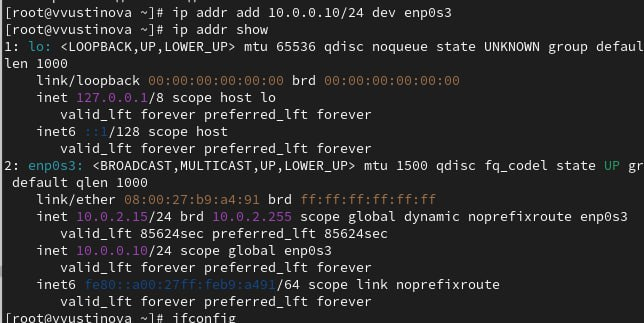 [root@vvustinova ~]# ip addr add 10.0.0.10/24 dev enp0s3
[root@vvustinova ~]# ip addr show
1: lo: <LOOPBACK,UP,LOWER_UP> mtu 65536 qdisc noqueue state UNKNOWN group defaul
len 1000
    link/loopback 00:00:00:00:00:00 brd 00:00:00:00:00:00
    inet 127.0.0.1/8 scope host lo
       valid_lft forever preferred_lft forever
    inet6 ::1/128 scope host
       valid_lft forever preferred_lft forever
2: enp0s3: <BROADCAST,MULTICAST,UP,LOWER_UP> mtu 1500 qdisc fq_codel state UP gr
 default qlen 1000
    link/ether 08:00:27:b9:a4:91 brd ff:ff:ff:ff:ff:ff
    inet 10.0.2.15/24 brd 10.0.2.255 scope global dynamic noprefixroute enp0s3
       valid_lft 85624sec preferred_lft 85624sec
    inet 10.0.0.10/24 scope global enp0s3
       valid_lft forever preferred_lft forever
    inet6 fe80::a00:27ff:feb9:a491/64 scope link noprefixroute
       valid_lft forever preferred_lft forever
[root@vvustinova ~]# ifconfig